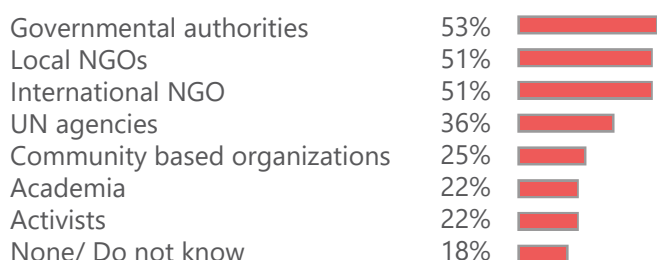 Governmental authorities 53%
Local NGOs 51%
International NGO 51%
UN agencies 36%
Community based organizations 25%
Academia 22%
Activists 22%
None/ Do not know 18%